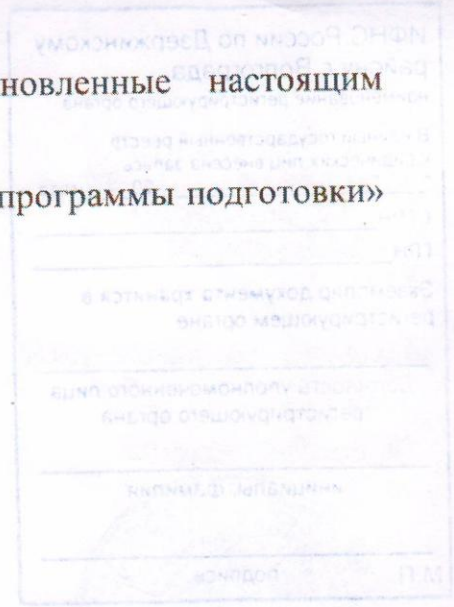 ИФНС России по Дзержинскому
району г. Волгограда
наименование регистрирующего органа
новленные настоящим
В единый государственный реестр
юридических лиц внесена запись
программы подготовки»
ОГРН
ГРН
Экземпляр документа хранится в
регистрирующем органе
уполномоченного лица
регистрирующего органа
инициалы, фамилия
подпись
М.П.